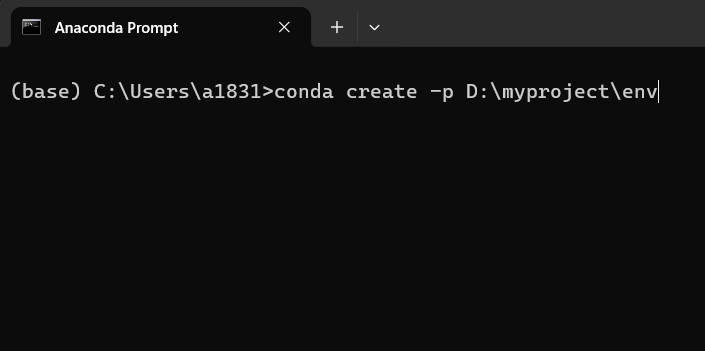 Anaconda Prompt
(base) C:\Users\a1831>conda create -p D:\myproject\env